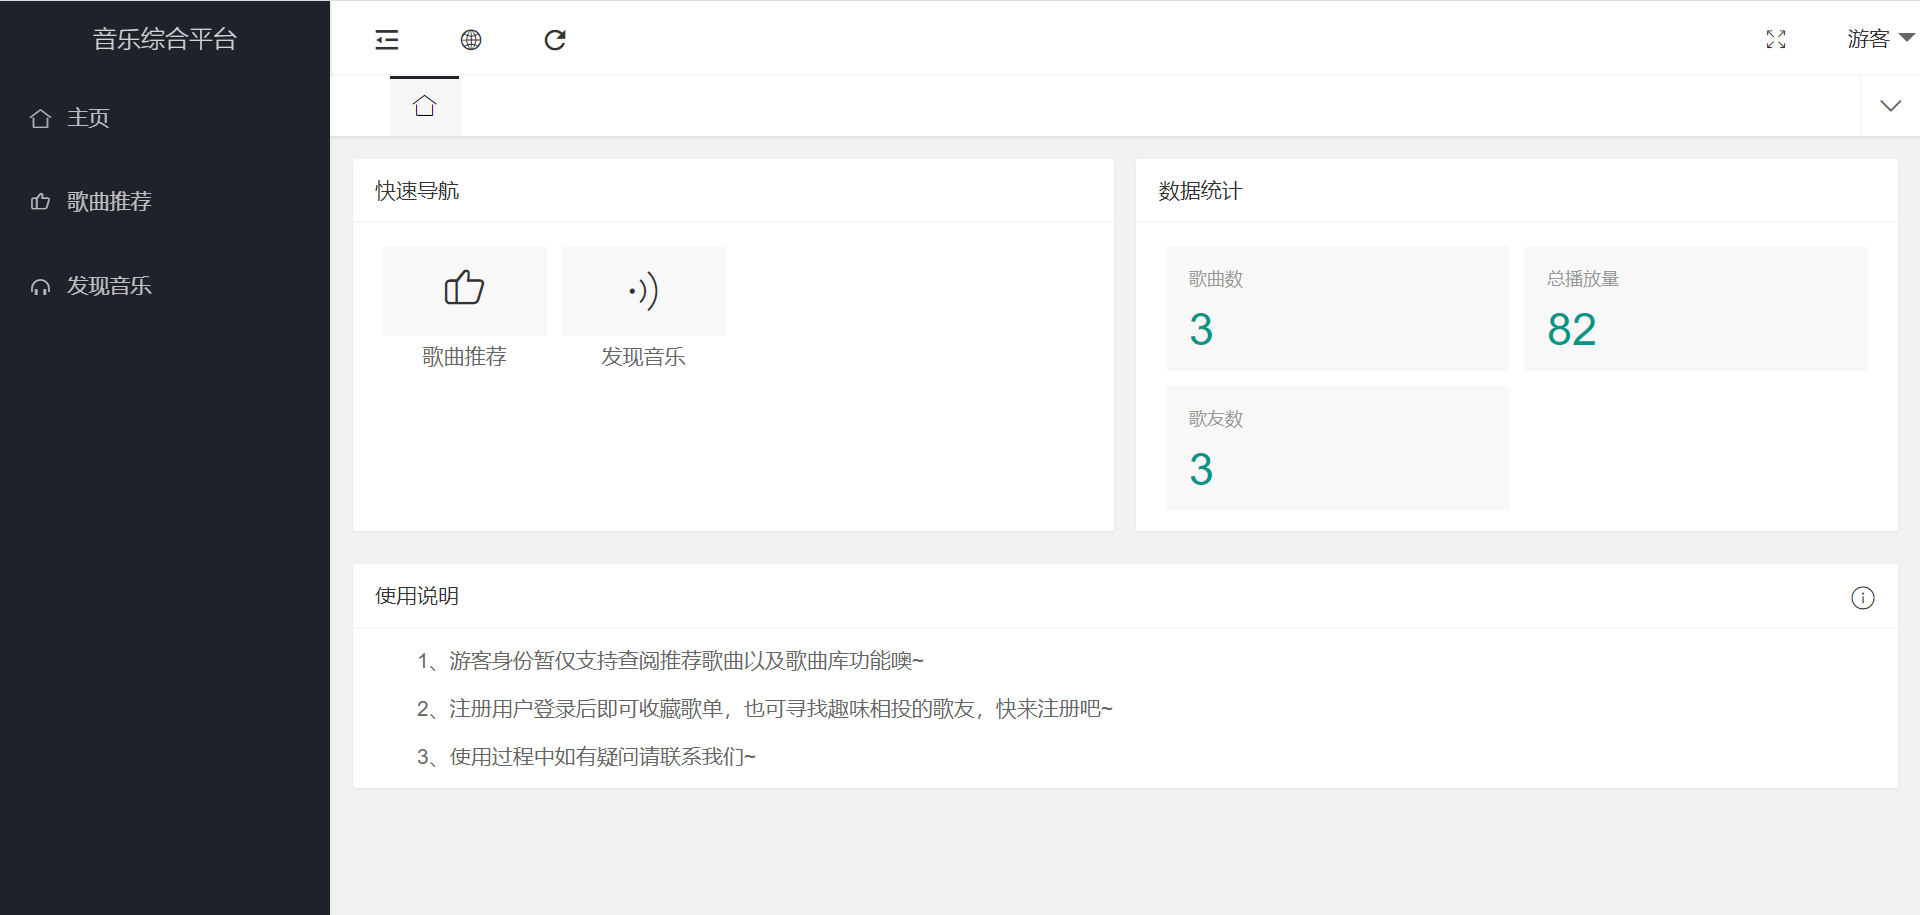 音乐综合平台
游客
主页
歌曲推荐
发现音乐
快速导航
歌曲推荐
发现音乐
数据统计
歌曲数
3
总播放量
82
歌友数
3
使用说明
1、游客身份暂仅支持查阅推荐歌曲以及歌曲库功能噢~
2、注册用户登录后即可收藏歌单，也可寻找趣味相投的歌友，快来注册吧~
3、使用过程中如有疑问请联系我们~